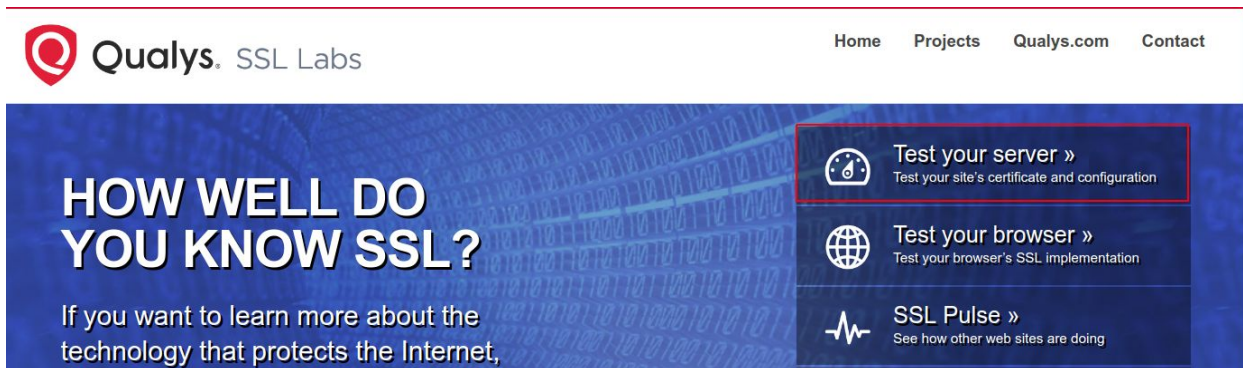 Qualys. SSL Labs
Home Projects Qualys.com Contact
HOW WELL DO
YOU KNOW SSL?
If you want to learn more about the
technology that protects the Internet,
Test your server »
Test your site's certificate and configuration
Test your browser »
Test your browser's SSL implementation
SSL Pulse »
See how other web sites are doing